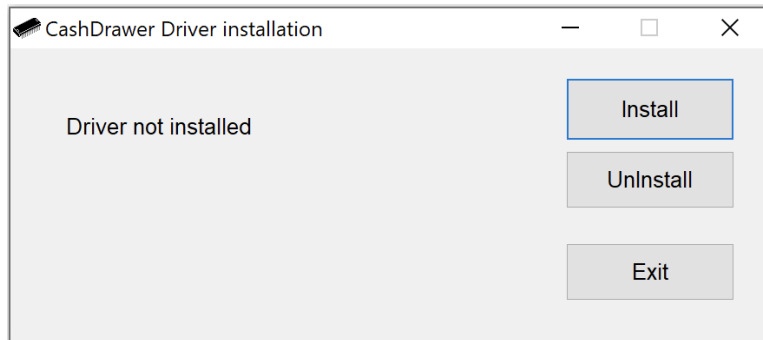 CashDrawer Driver installation
Install
Driver not installed
UnInstall
Exit